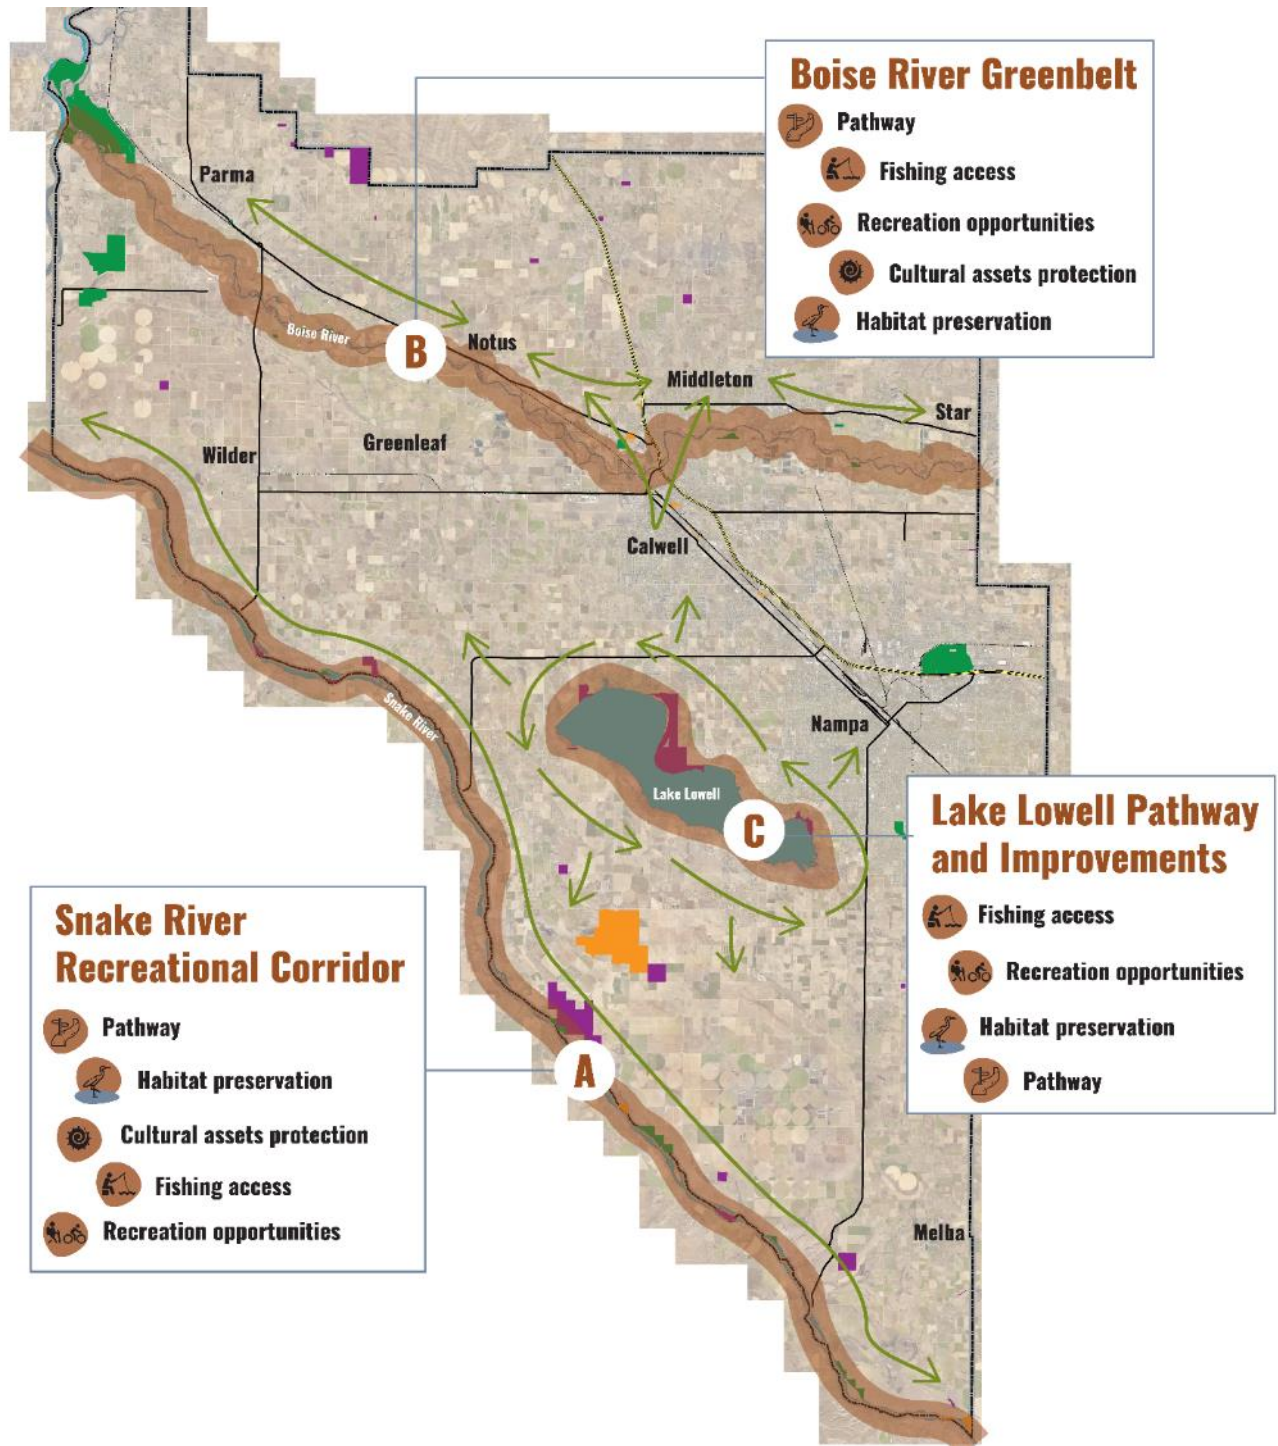 Boise River Greenbelt
Pathway
Fishing access
Recreation opportunities
Cultural assets protection
Habitat preservation
Parma
Boise River
B
Notus
Middleton
Star
Wilder
Greenleaf
Calwell
Snake River
Nampa
Lake Lowell
C
Lake Lowell Pathway
and Improvements
Fishing access
Recreation opportunities
Habitat preservation
Pathway
Snake River
Recreational Corridor
Pathway
Habitat preservation
Cultural assets protection
Fishing access
Recreation opportunities
A
Melba